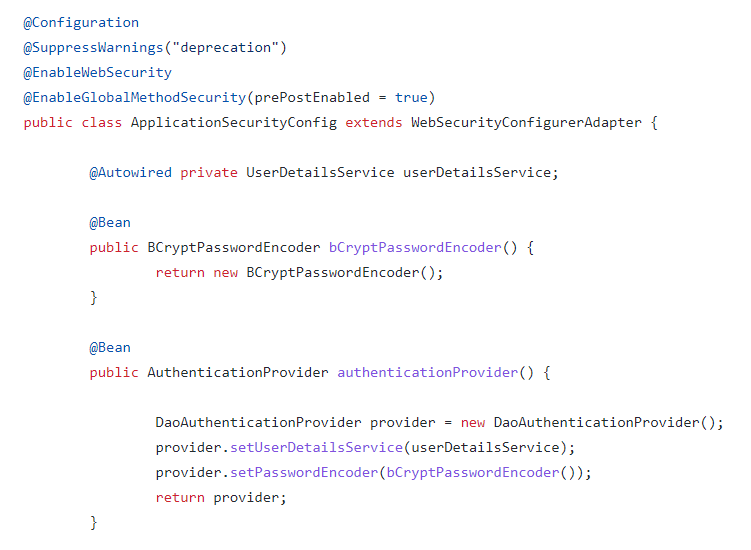 @Configuration
@SuppressWarnings("deprecation")
@EnableWebSecurity
@EnableGlobalMethodSecurity(prePostEnabled = true)
public class ApplicationSecurityConfig extends WebSecurityConfigurerAdapter {
@Autowired private UserDetailsService userDetailsService;
@Bean
public BCryptPasswordEncoder bCryptPasswordEncoder() {
return new BCryptPasswordEncoder();
}
@Bean
public AuthenticationProvider authenticationProvider() {
DaoAuthenticationProvider provider = new DaoAuthenticationProvider();
provider.setUserDetailsService(userDetailsService);
provider.setPasswordEncoder(bCryptPasswordEncoder());
return provider;
}